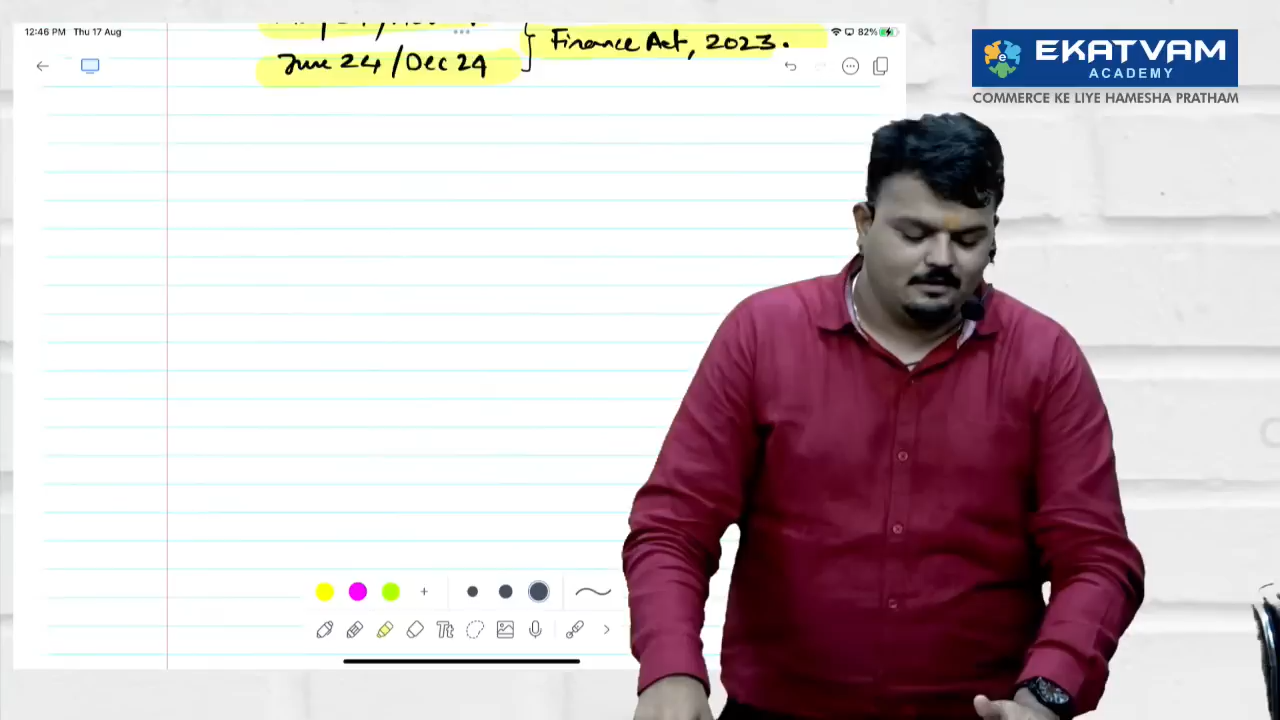 12:46 PM Thu 17 Aug
82%
Finance Act, 2023.
June 24 / Dec 24
EKATVAM
ACADEMY
COMMERCE KE LIYE HAMESHA PRATHAM